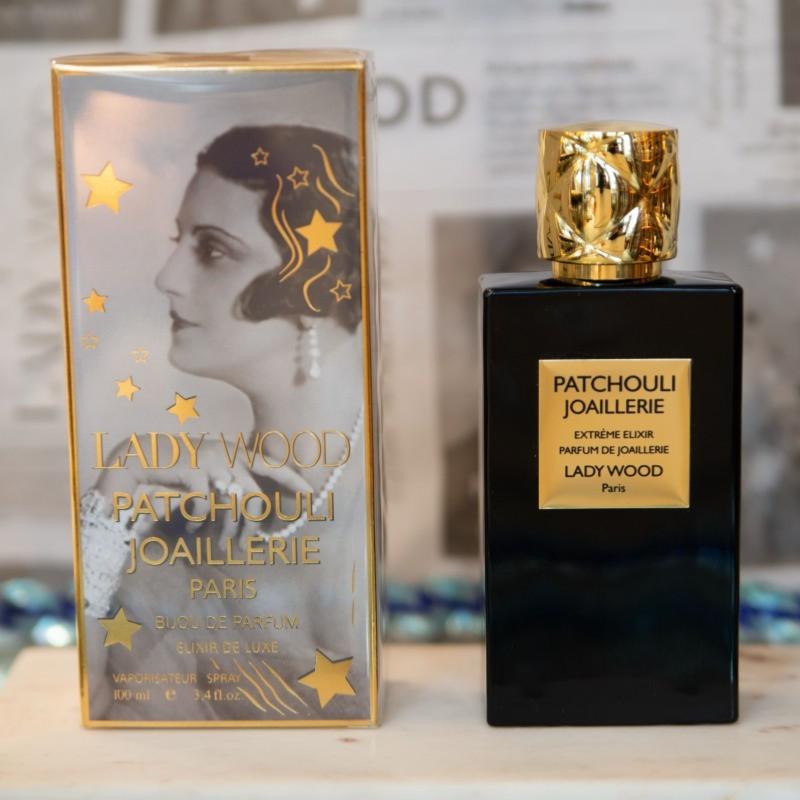 LADY WOOD
PATCHOULI
JOAILLERIE
PARIS
BIJOU DE PARFUM
ELIXIR DE LUXE
VAPORISATEUR SPRAY
100 ml e 3.4 fl.oz.
PATCHOULI
JOAILLERIE
EXTRÊME ELIXIR
PARFUM DE JOAILLERIE
LADY WOOD
Paris
OD